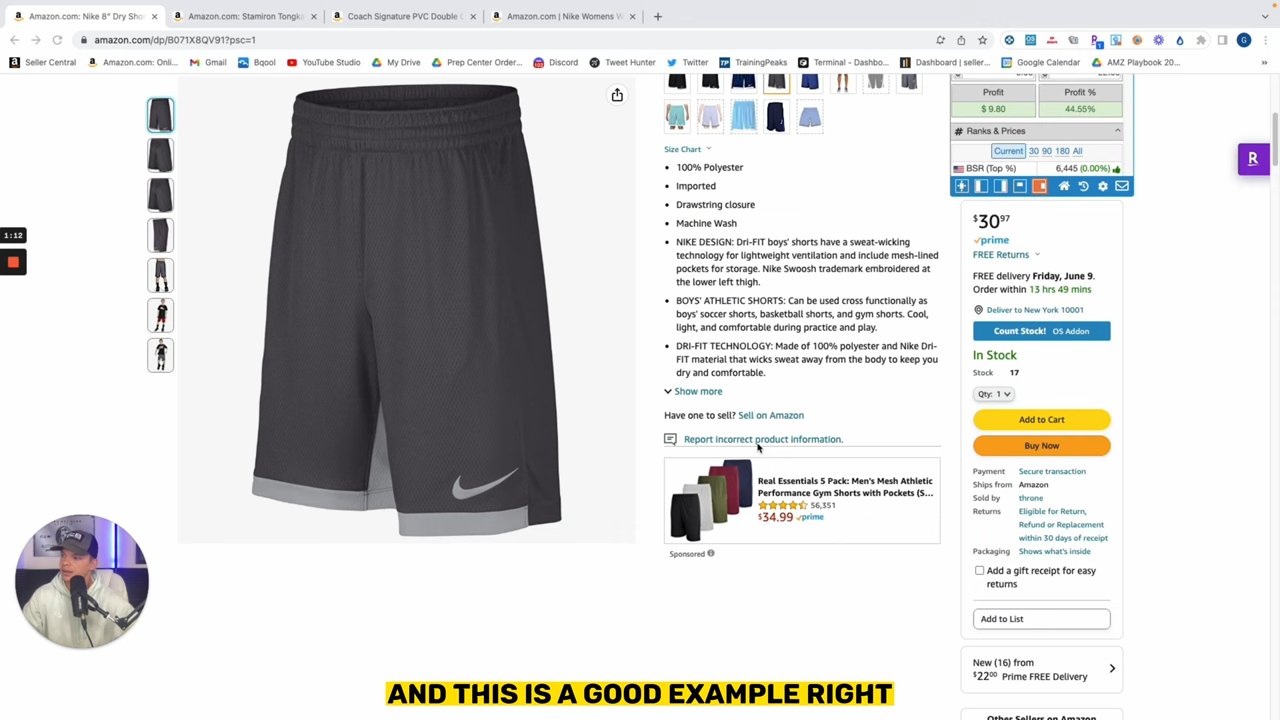 Amazon.com: Nike 8" Dry Sho
Amazon.com: Stamiron Tongka
Coach Signature PVC Double
Amazon.com | Nike Womens W
amazon.com/dp/B071X8QV91?psc=1
Seller Central
Amazon.com: Onli...
Gmail
Bqool
YouTube Studio
My Drive
Prep Center Order...
Discord
Tweet Hunter
Twitter
TrainingPeaks
Terminal - Dashbo...
Dashboard | seller...
Google Calendar
AMZ Playbook 20...
Profit
Profit %
$ 9.80
44.55%
Ranks & Prices
Current 30 90 180 All
BSR (Top %)
6,445 (0.00%)
R
1:12
Size Chart
100% Polyester
Imported
Drawstring closure
Machine Wash
NIKE DESIGN: Dri-FIT boys' shorts have a sweat-wicking
technology for lightweight ventilation and include mesh-lined
pockets for storage. Nike Swoosh trademark embroidered at
the lower left thigh.
BOYS' ATHLETIC SHORTS: Can be used cross functionally as
boys' soccer shorts, basketball shorts, and gym shorts. Cool,
light, and comfortable during practice and play.
DRI-FIT TECHNOLOGY: Made of 100% polyester and Nike Dri-
FIT material that wicks sweat away from the body to keep you
dry and comfortable.
Show more
Have one to sell? Sell on Amazon
Report incorrect product information.
Real Essentials 5 Pack: Men's Mesh Athletic
Performance Gym Shorts with Pockets (S...
56,351
$34.99 prime
Sponsored
$3097
prime
FREE Returns
FREE delivery Friday, June 9.
Order within 13 hrs 49 mins
Deliver to New York 10001
Count Stock! OS Addon
In Stock
Stock 17
Qty: 1
Add to Cart
Buy Now
Payment Secure transaction
Ships from Amazon
Sold by throne
Returns Eligible for Return,
Refund or Replacement
within 30 days of receipt
Packaging Shows what's inside
Add a gift receipt for easy
returns
Add to List
New (16) from
$2200 Prime FREE Delivery
Other Sellers on Amazon
AND THIS IS A GOOD EXAMPLE RIGHT